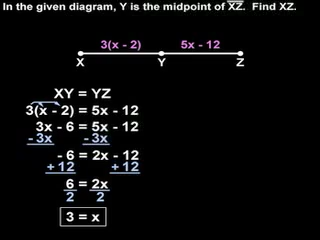 In the given diagram, Y is the midpoint of XZ. Find XZ.
3(x - 2) 5x - 12
X Y Z
XY = YZ
3(x - 2) = 5x - 12
3x - 6 = 5x - 12
-3x -3x
- 6 = 2x - 12
+ 12 + 12
6 = 2x
2 2
3 = x